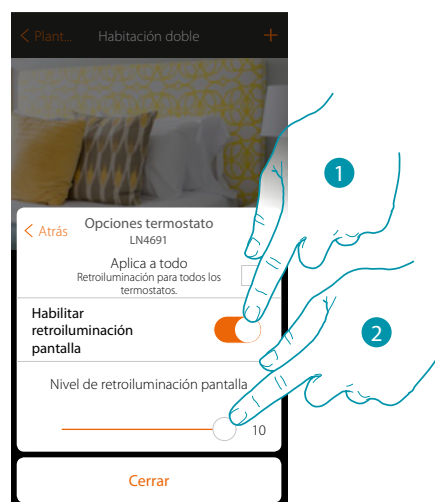 < Plant... Habitación doble +
1
< Atrás Opciones termostato
LN4691
Aplica a todo
Retroiluminación para todos los
termostatos.
Habilitar
retroiluminación
pantalla
2
Nivel de retroiluminación pantalla
10
Cerrar